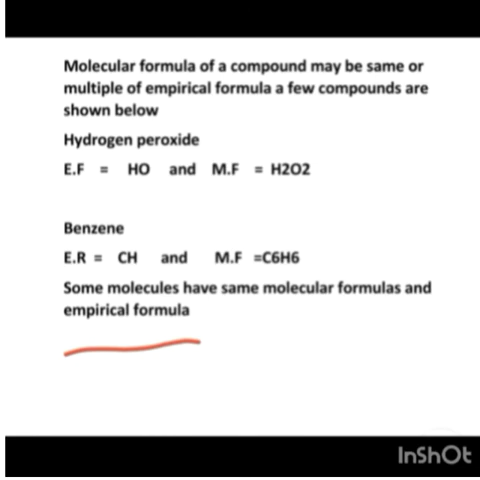 Molecular formula of a compound may be same or
multiple of empirical formula a few compounds are
shown below
Hydrogen peroxide
E.F = HO and M.F = H2O2
Benzene
E.R = CH and M.F =C6H6
Some molecules have same molecular formulas and
empirical formula
InShOt